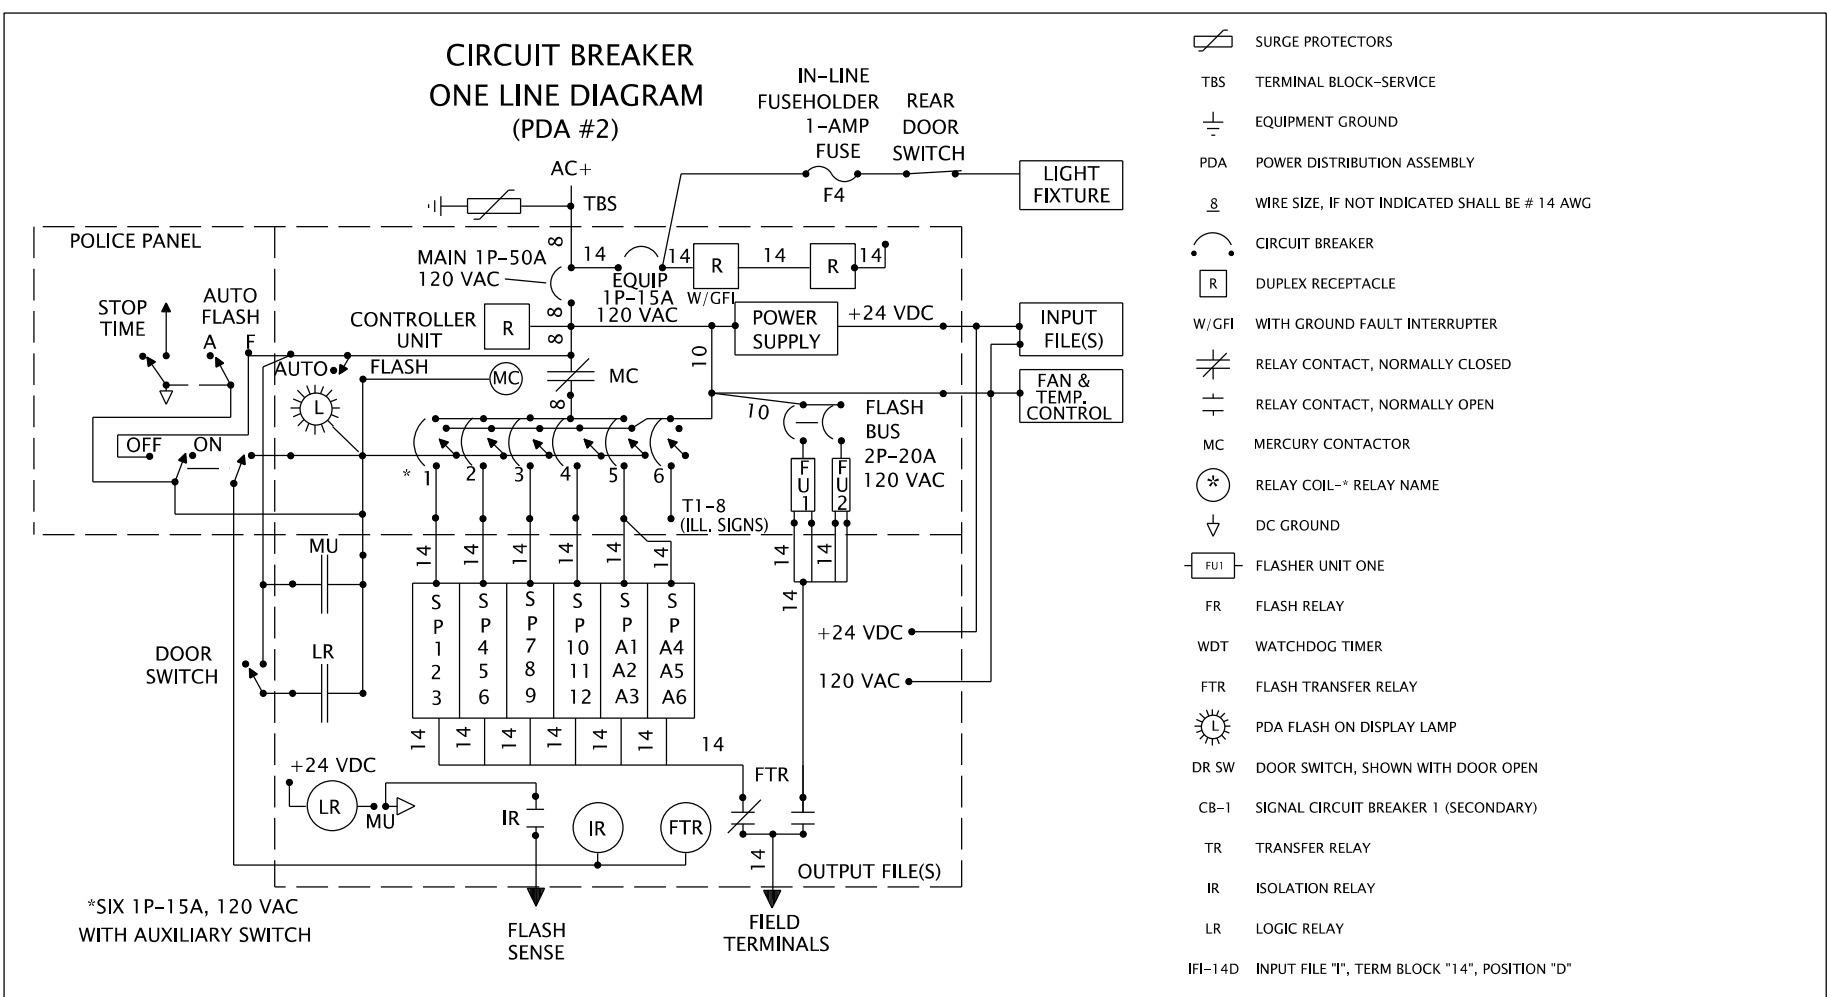 CIRCUIT BREAKER
ONE LINE DIAGRAM
(PDA #2)
IN-LINE
FUSEHOLDER
1-AMP
FUSE
F4
REAR
DOOR
SWITCH
LIGHT
FIXTURE
AC+
TBS
POLICE PANEL
8
MAIN 1P-50A
120 VAC
14
14
14
14
R
R
EQUIP
1P-15A
120 VAC
W/GFI
STOP
TIME
AUTO
FLASH
A
F
CONTROLLER
UNIT
R
8
8
POWER
SUPPLY
+24 VDC
INPUT
FILE(S)
AUTO
FLASH
MC
MC
10
FAN &
TEMP.
CONTROL
L
8
10
FLASH
BUS
2P-20A
120 VAC
OFF
ON
* 1
2
3
4
5
6
FU1
FU2
T1-8
(ILL. SIGNS)
MU
14
14
14
14
14
14
14
14
14
S P 1 2 3
S P 4 5 6
S P 7 8 9
S P 10 11 12
S P A1 A2 A3
S P A4 A5 A6
+24 VDC
120 VAC
DOOR
SWITCH
LR
14
14
14
14
14
14
14
+24 VDC
LR
MU
IR
IR
FTR
FTR
14
OUTPUT FILE(S)
*SIX 1P-15A, 120 VAC
WITH AUXILIARY SWITCH
FLASH
SENSE
FIELD
TERMINALS
SURGE PROTECTORS
TBS TERMINAL BLOCK-SERVICE
EQUIPMENT GROUND
PDA POWER DISTRIBUTION ASSEMBLY
8 WIRE SIZE, IF NOT INDICATED SHALL BE # 14 AWG
CIRCUIT BREAKER
R DUPLEX RECEPTACLE
W/GFI WITH GROUND FAULT INTERRUPTER
RELAY CONTACT, NORMALLY CLOSED
RELAY CONTACT, NORMALLY OPEN
MC MERCURY CONTACTOR
* RELAY COIL-* RELAY NAME
DC GROUND
FU1 FLASHER UNIT ONE
FR FLASH RELAY
WDT WATCHDOG TIMER
FTR FLASH TRANSFER RELAY
L PDA FLASH ON DISPLAY LAMP
DR SW DOOR SWITCH, SHOWN WITH DOOR OPEN
CB-1 SIGNAL CIRCUIT BREAKER 1 (SECONDARY)
TR TRANSFER RELAY
IR ISOLATION RELAY
LR LOGIC RELAY
IFI-14D INPUT FILE "I", TERM BLOCK "14", POSITION "D"